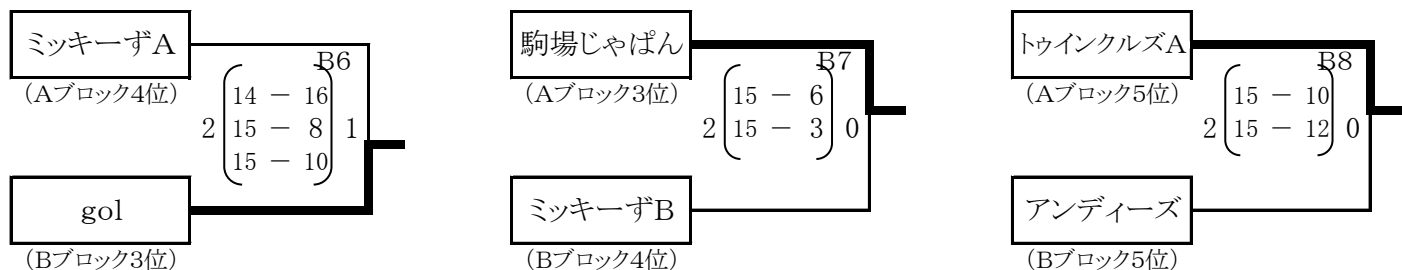 ミッキーずA
(Aブロック4位)
B6
14 － 16
2 15 － 8 1
15 － 10
gol
(Bブロック3位)
駒場じゃぱん
(Aブロック3位)
B7
15 － 6
2 15 － 3 0
ミッキーずB
(Bブロック4位)
トゥインクルズA
(Aブロック5位)
B8
15 － 10
2 15 － 12 0
アンディーズ
(Bブロック5位)